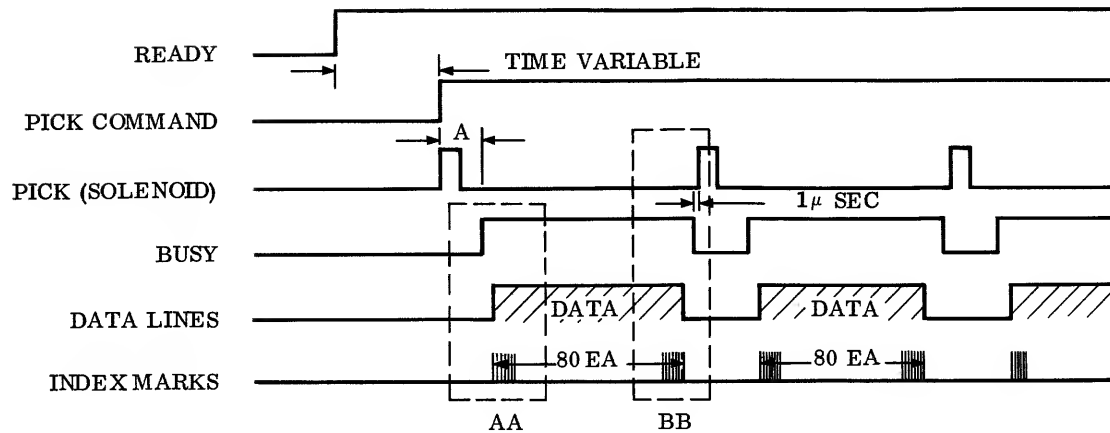 READY
TIME VARIABLE
PICK COMMAND
A
PICK (SOLENOID)
1μ SEC
BUSY
DATA LINES
DATA
DATA
INDEX MARKS
80 EA
80 EA
AA
BB